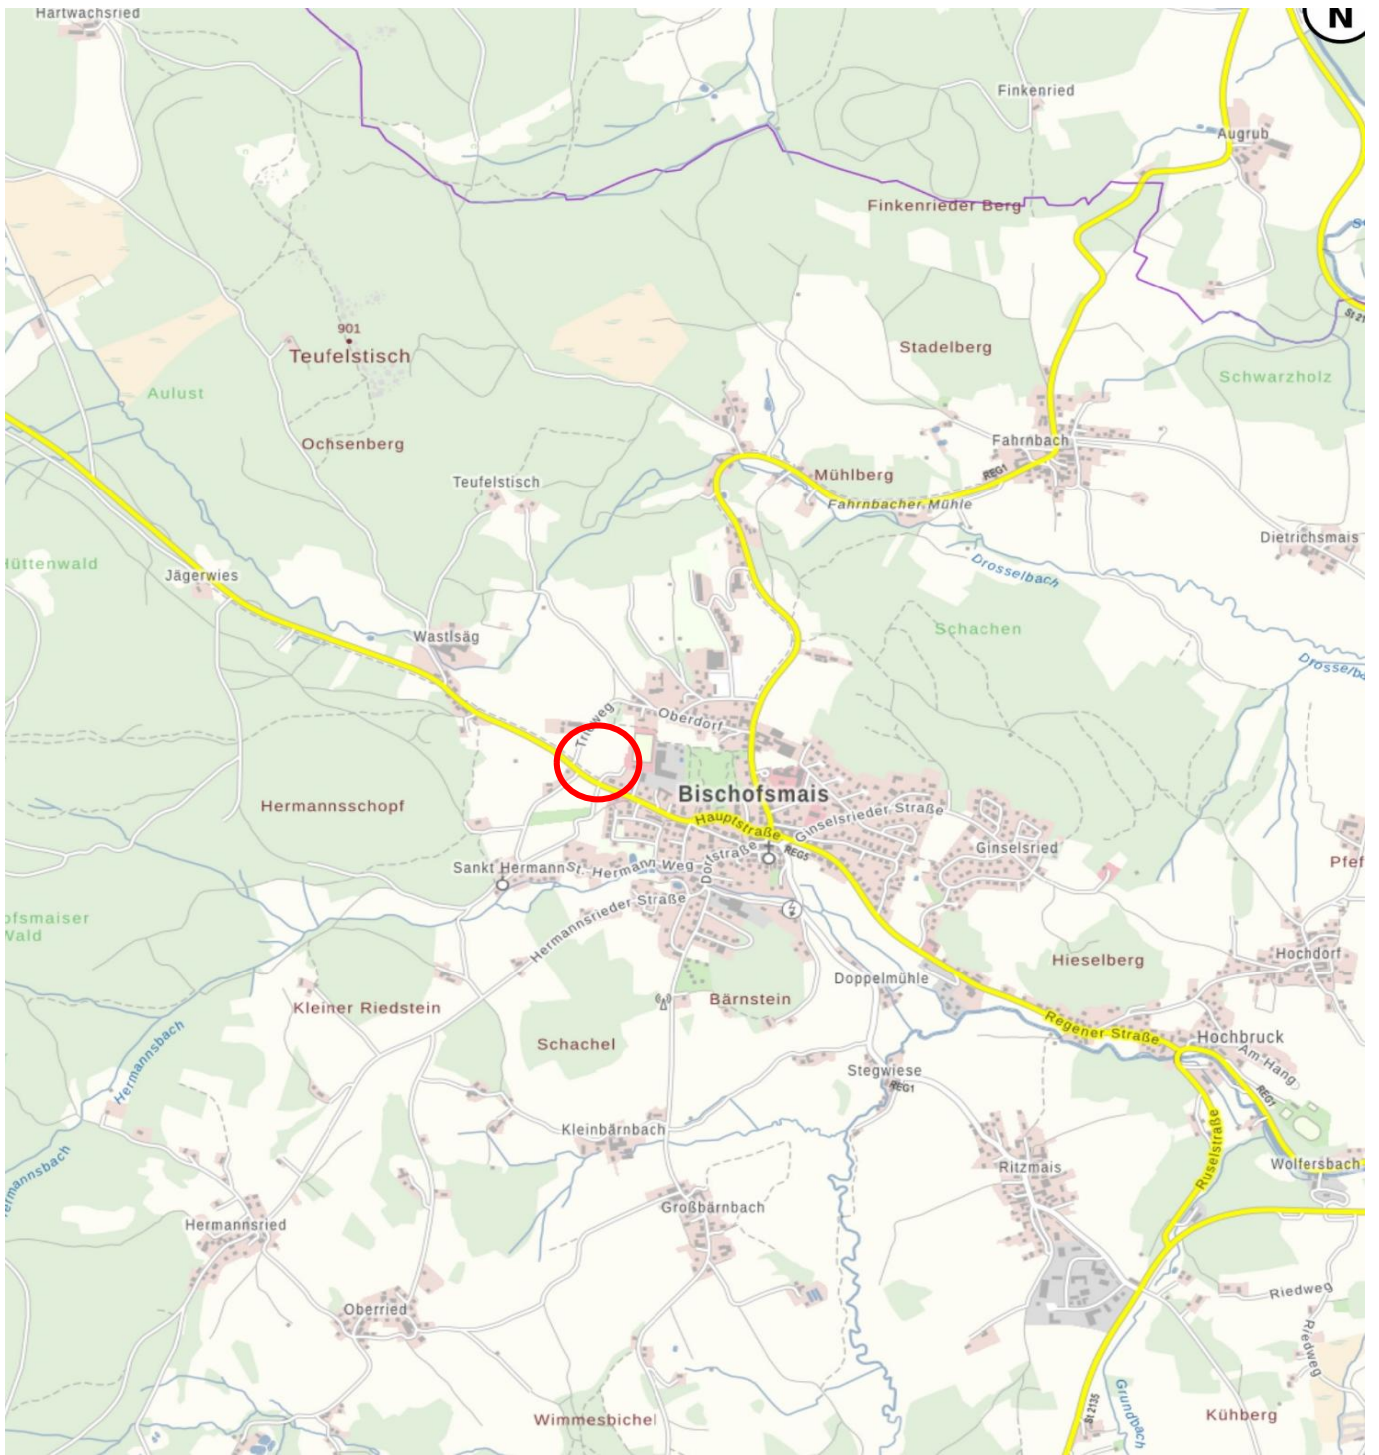 Hartwachsried
N
Finkenried
Augrub
Finkenrieder Berg
901
Teufelstisch
Stadelberg
Schwarzholz
Aulust
Ochsenberg
Fahrnbach
REG1
Teufelstisch
Mühlberg
Fahrnbacher Mühle
Dietrichsmais
Hüttenwald
Jägerwies
Drosselbach
Wastlsäg
Schachen
Trieweg
Oberdorf
Hermannsschopf
Bischofsmais
Hauptstraße
Ginselsrieder Straße
Ginselsried
REG5
Sankt Hermann
St.-Hermann Weg
Dorfstraße
Hermannsrieder Straße
Hieselberg
Hochdorf
Doppelmühle
Kleiner Riedstein
Bärnstein
Schachel
Regener Straße
Hochbruck
Am Hang
Hermannsbach
Stegwiese
REG1
REG1
Kleinbärnbach
Ruselstraße
Ritzmais
Wolfersbach
Großbärnbach
Hermannsried
Oberried
Riedweg
Riedweg
Wimmesbichel
St 2135
Grundbach
Kühberg